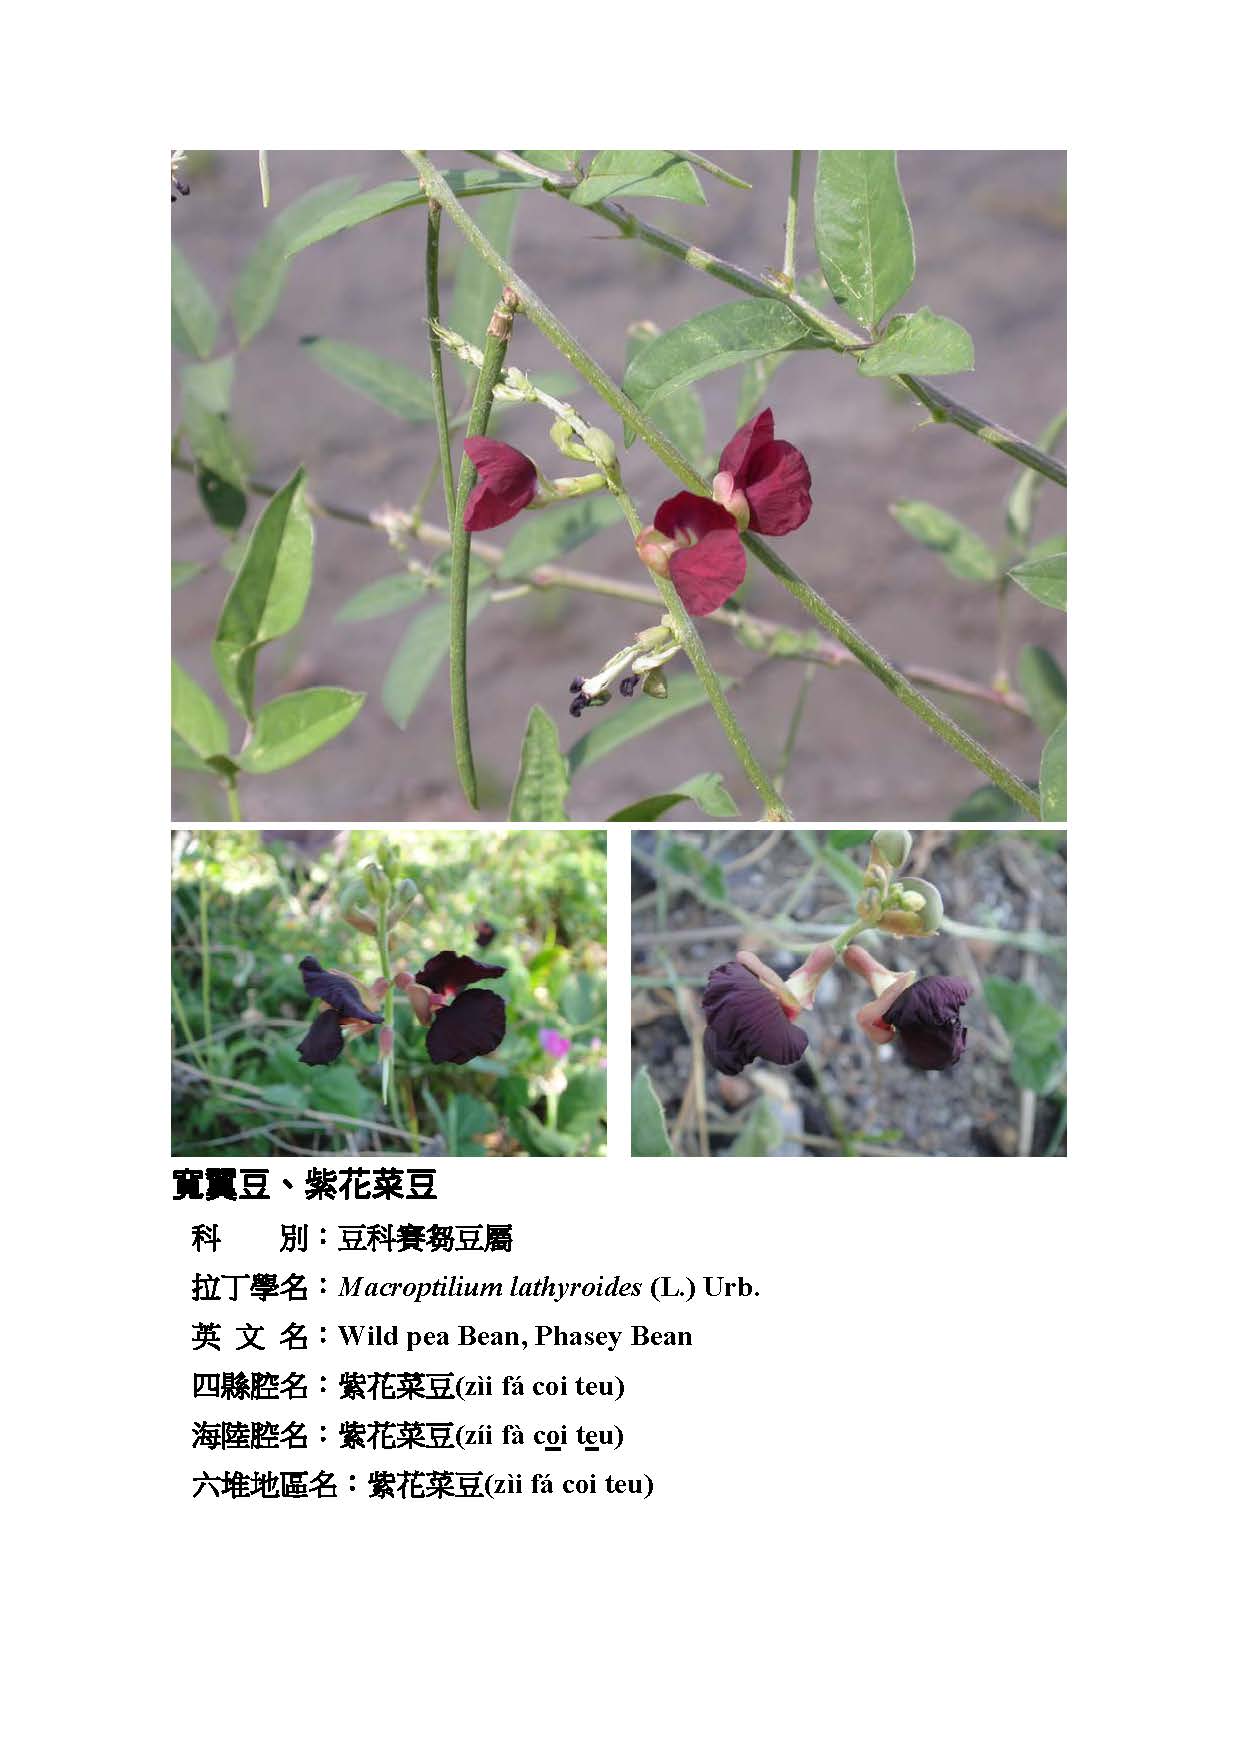 寬翼豆、紫花菜豆
科　　別：豆科賽芻豆屬
拉丁學名：Macroptilium lathyroides (L.) Urb.
英 文 名：Wild pea Bean, Phasey Bean
四縣腔名：紫花菜豆(zìi fá coi teu)
海陸腔名：紫花菜豆(zíi fà co̲i te̲u)
六堆地區名：紫花菜豆(zìi fá coi teu)